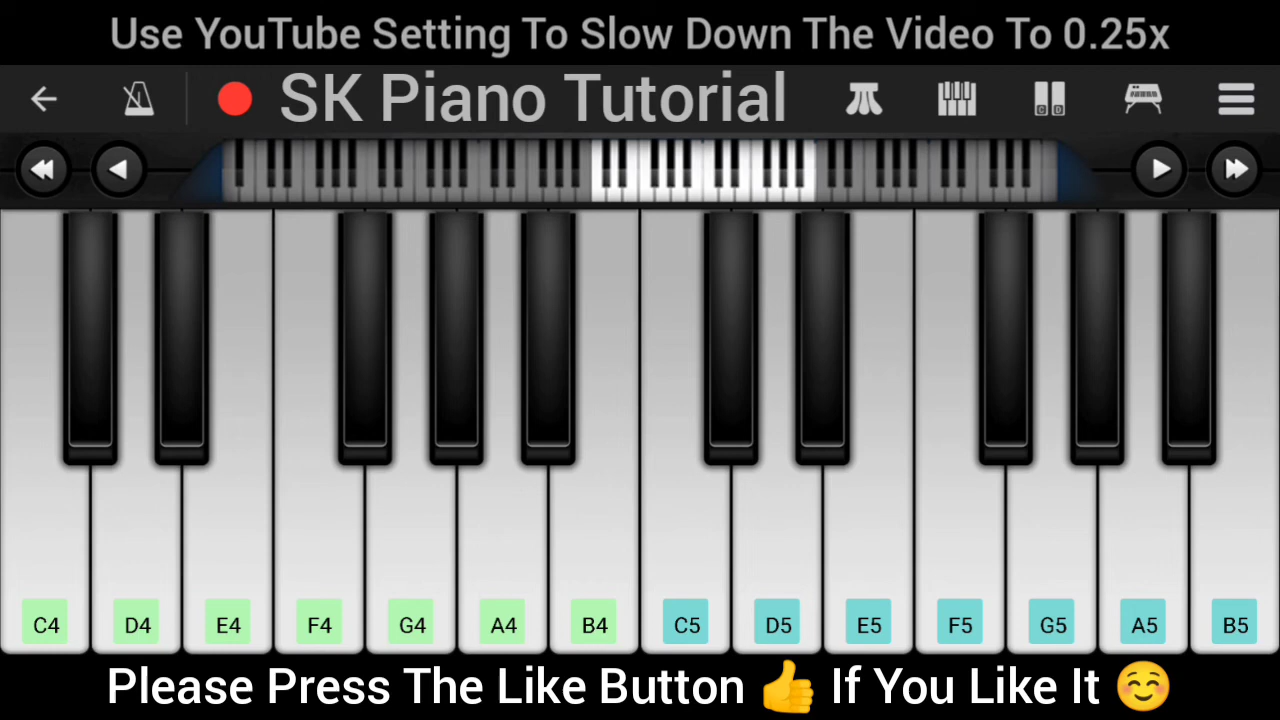 Use YouTube Setting To Slow Down The Video To 0.25x
SK Piano Tutorial
C D
C4 D4 E4 F4 G4 A4 B4 C5 D5 E5 F5 G5 A5 B5
Please Press The Like Button 👍 If You Like It ☺️